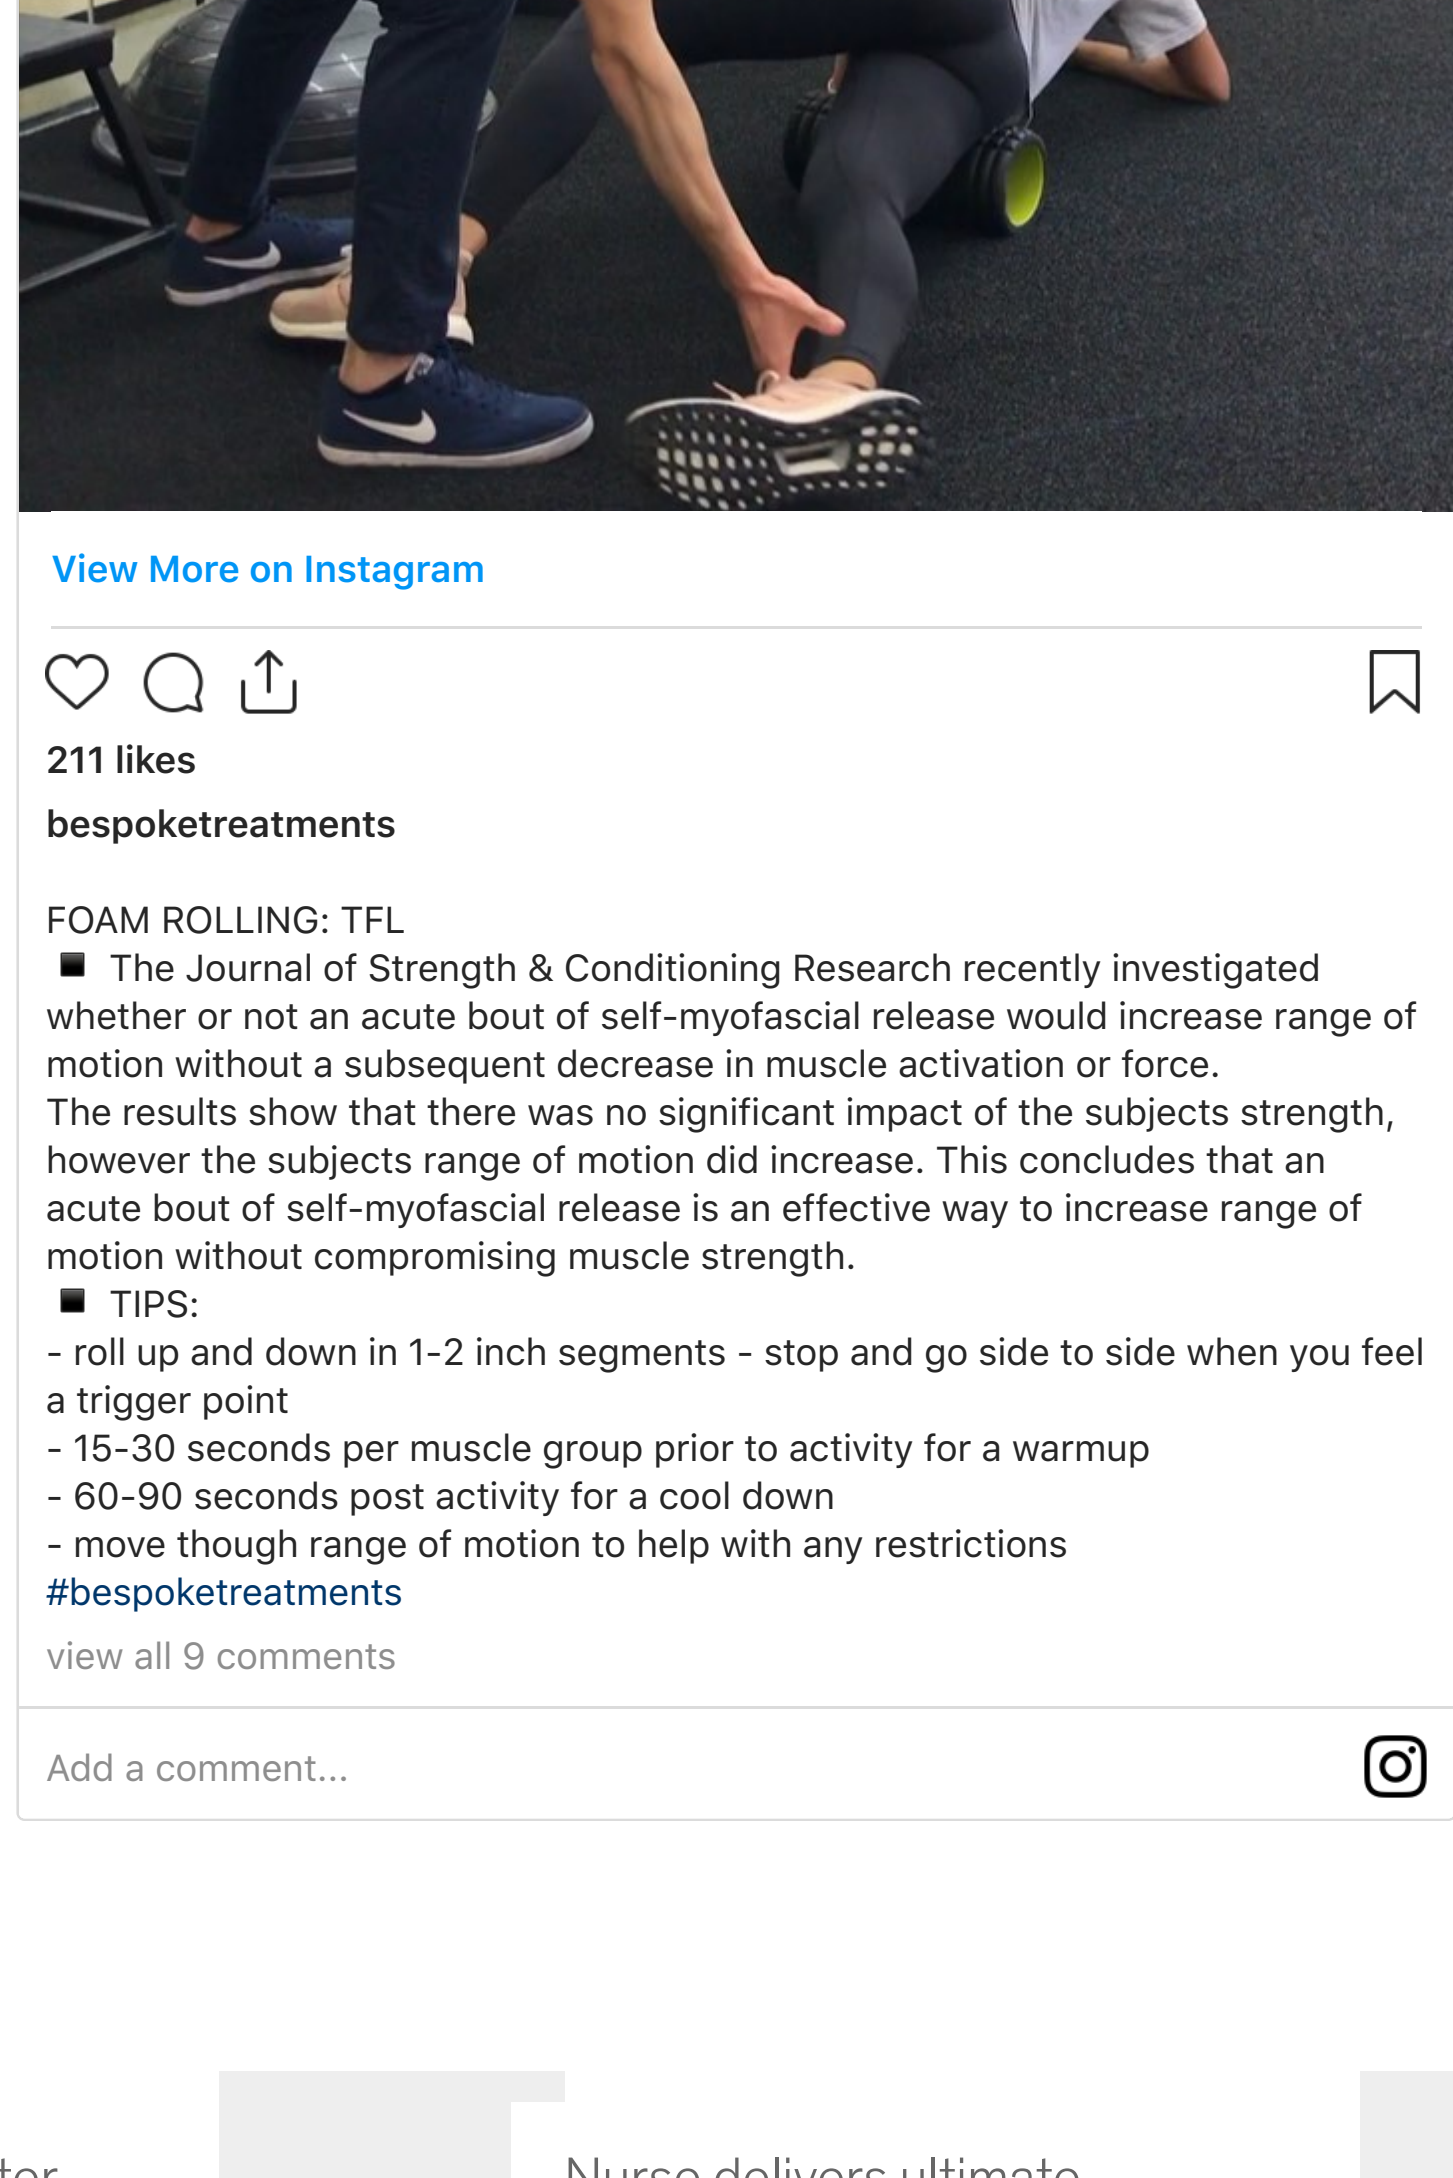 View More on Instagram
211 likes
bespoketreatments
FOAM ROLLING: TFL
◾️ The Journal of Strength & Conditioning Research recently investigated
whether or not an acute bout of self-myofascial release would increase range of
motion without a subsequent decrease in muscle activation or force.
The results show that there was no significant impact of the subjects strength,
however the subjects range of motion did increase. This concludes that an
acute bout of self-myofascial release is an effective way to increase range of
motion without compromising muscle strength.
◾️ TIPS:
- roll up and down in 1-2 inch segments - stop and go side to side when you feel
a trigger point
- 15-30 seconds per muscle group prior to activity for a warmup
- 60-90 seconds post activity for a cool down
- move though range of motion to help with any restrictions
#bespoketreatments
view all 9 comments
Add a comment...
Nurse delivers ultimate